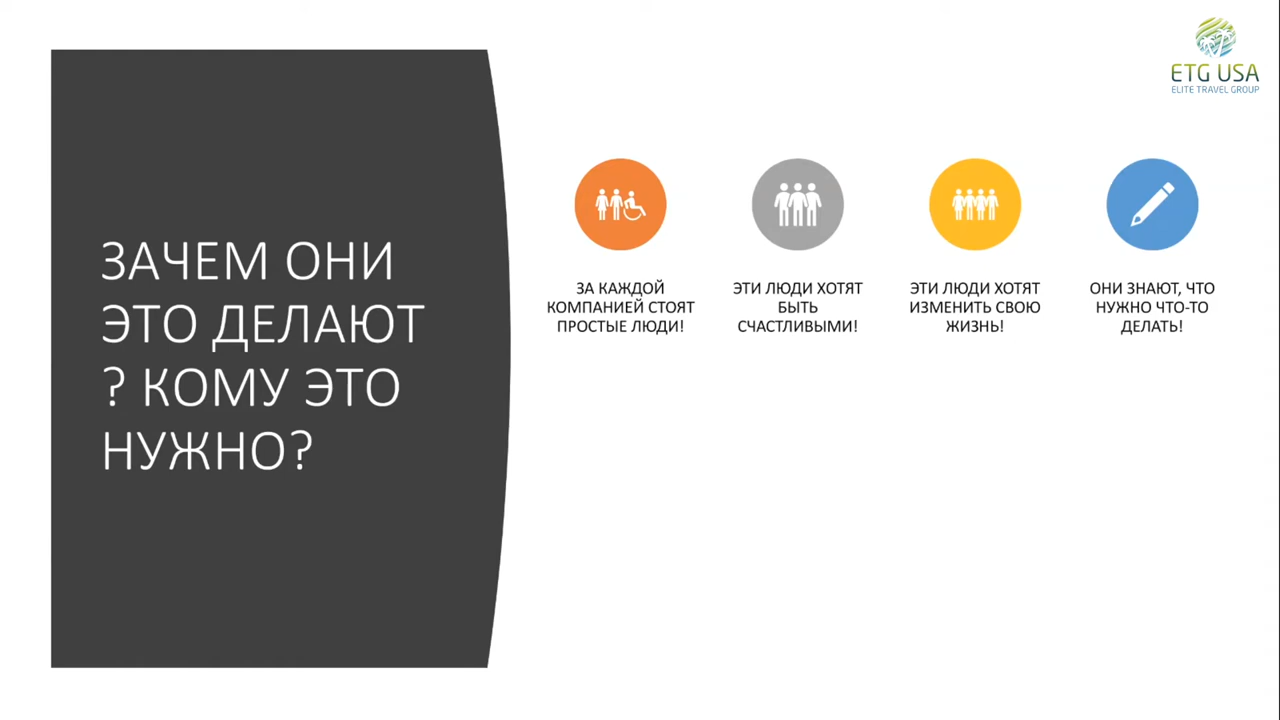 ETG USA
ELITE TRAVEL GROUP
ЗАЧЕМ ОНИ
ЭТО ДЕЛАЮТ
? КОМУ ЭТО
НУЖНО?
ЗА КАЖДОЙ
КОМПАНИЕЙ СТОЯТ
ПРОСТЫЕ ЛЮДИ!
ЭТИ ЛЮДИ ХОТЯТ
БЫТЬ
СЧАСТЛИВЫМИ!
ЭТИ ЛЮДИ ХОТЯТ
ИЗМЕНИТЬ СВОЮ
ЖИЗНЬ!
ОНИ ЗНАЮТ, ЧТО
НУЖНО ЧТО-ТО
ДЕЛАТЬ!